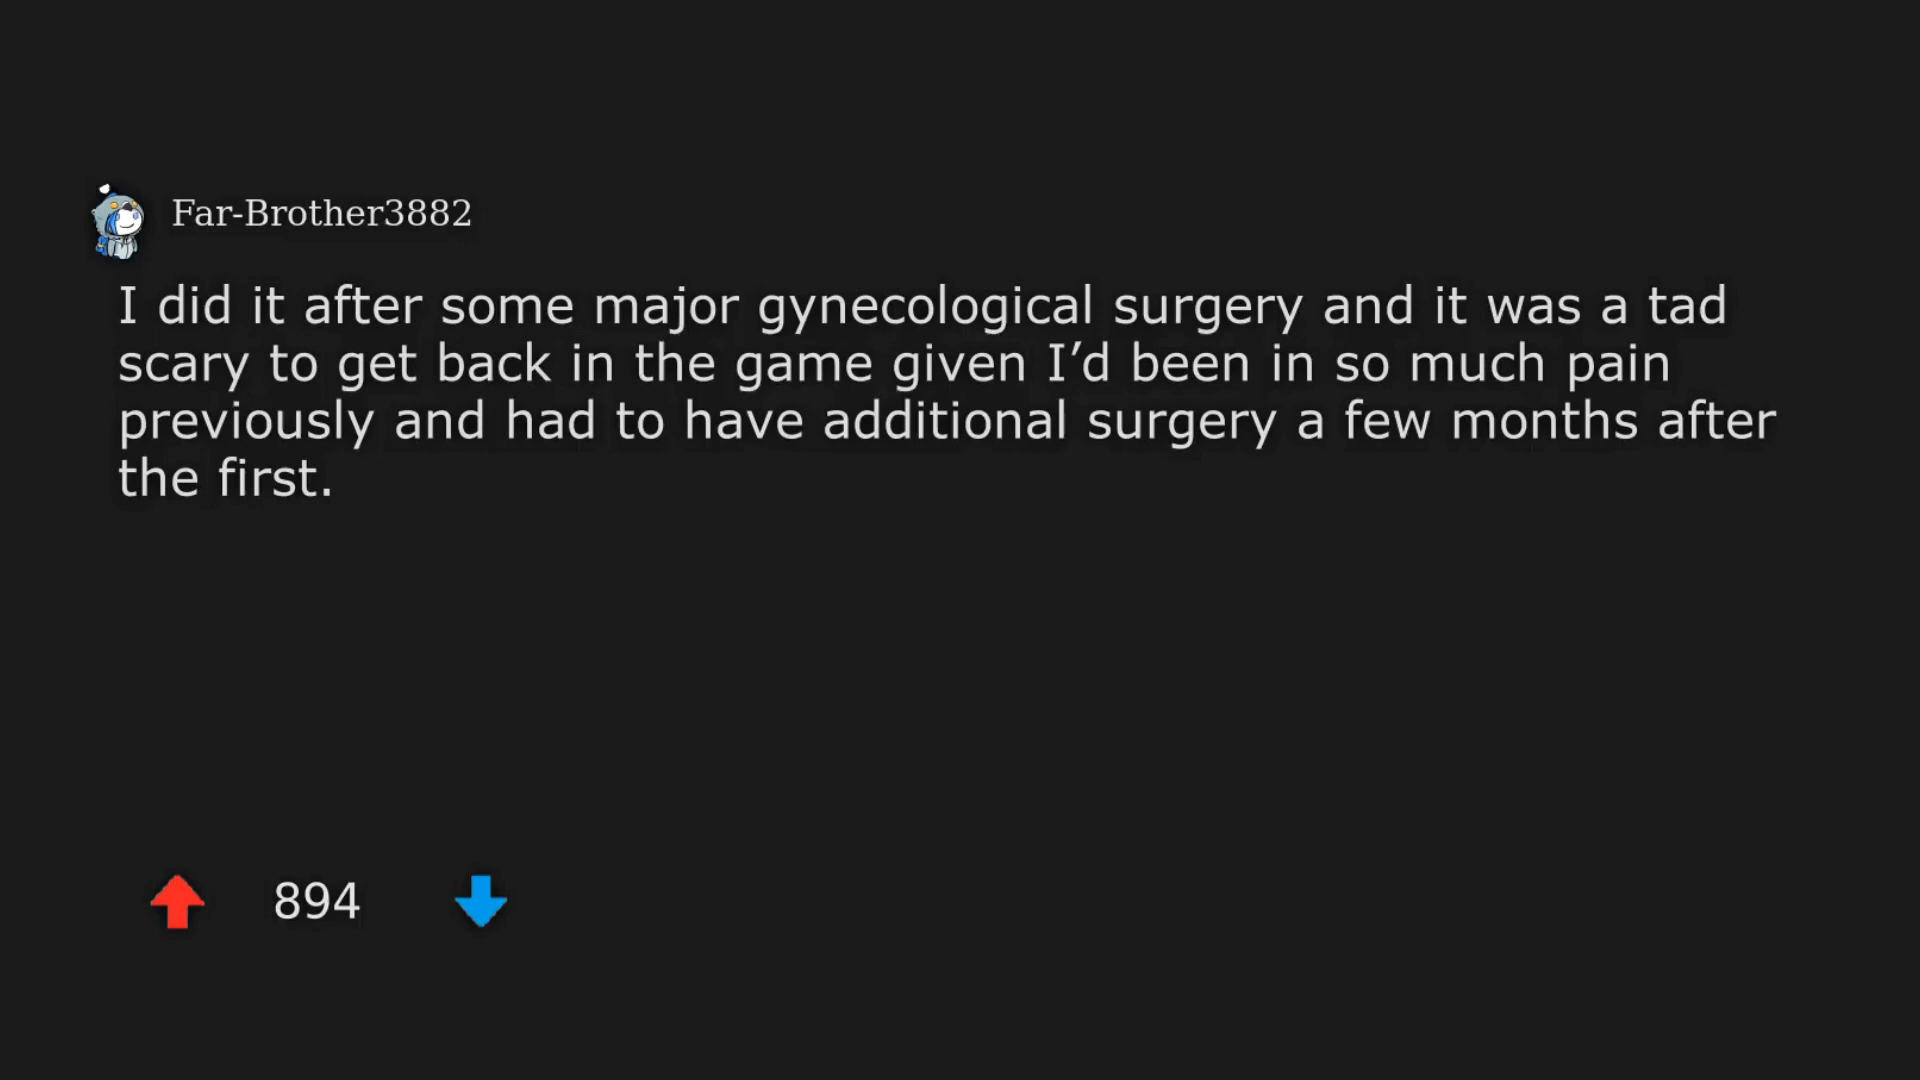 Far-Brother3882
I did it after some major gynecological surgery and it was a tad
scary to get back in the game given I’d been in so much pain
previously and had to have additional surgery a few months after
the first.
894